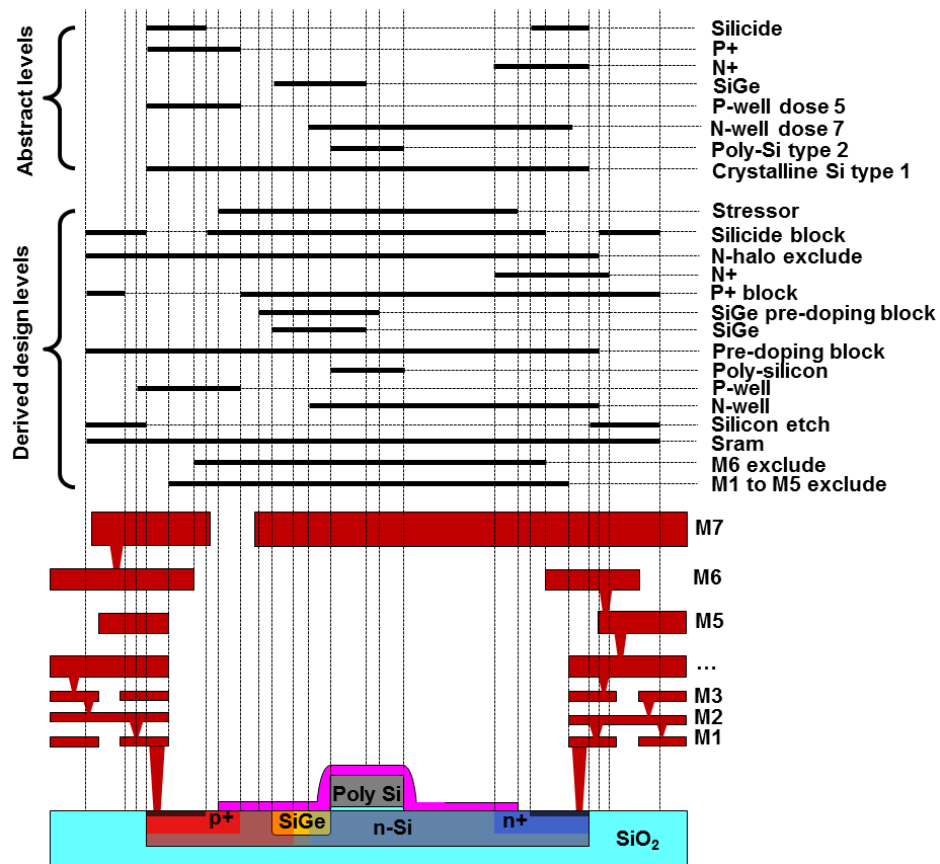 Abstract levels
Silicide
P+
N+
SiGe
P-well dose 5
N-well dose 7
Poly-Si type 2
Crystalline Si type 1
Derived design levels
Stressor
Silicide block
N-halo exclude
N+
P+ block
SiGe pre-doping block
SiGe
Pre-doping block
Poly-silicon
P-well
N-well
Silicon etch
Sram
M6 exclude
M1 to M5 exclude
M7
M6
M5
...
M3
M2
M1
Poly Si
p+ SiGe n-Si n+ SiO₂